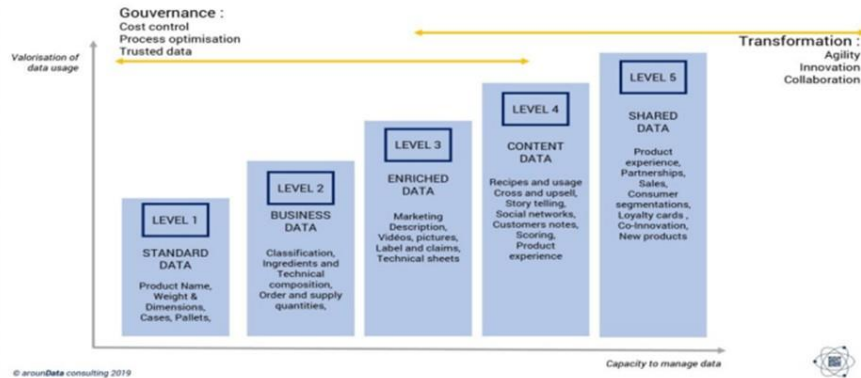 Gouvernance :
Cost control
Process optimisation
Trusted data
Transformation :
Agility
Innovation
Collaboration
Valorisation of
data usage
LEVEL 1
STANDARD
DATA
Product Name,
Weight &
Dimensions,
Cases, Pallets,
LEVEL 2
BUSINESS
DATA
Classification,
Ingredients and
Technical
composition,
Order and supply
quantities,
LEVEL 3
ENRICHED
DATA
Marketing
Description,
Vidéos, pictures,
Label and claims,
Technical sheets
LEVEL 4
CONTENT
DATA
Recipes and usage
Cross and upsell,
Story telling,
Social networks,
Customers notes,
Scoring,
Product
experience
LEVEL 5
SHARED
DATA
Product
experience,
Partnerships,
Sales,
Consumer
segmentations,
Loyalty cards ,
Co-Innovation,
New products
Capacity to manage data
© arounData consulting 2019